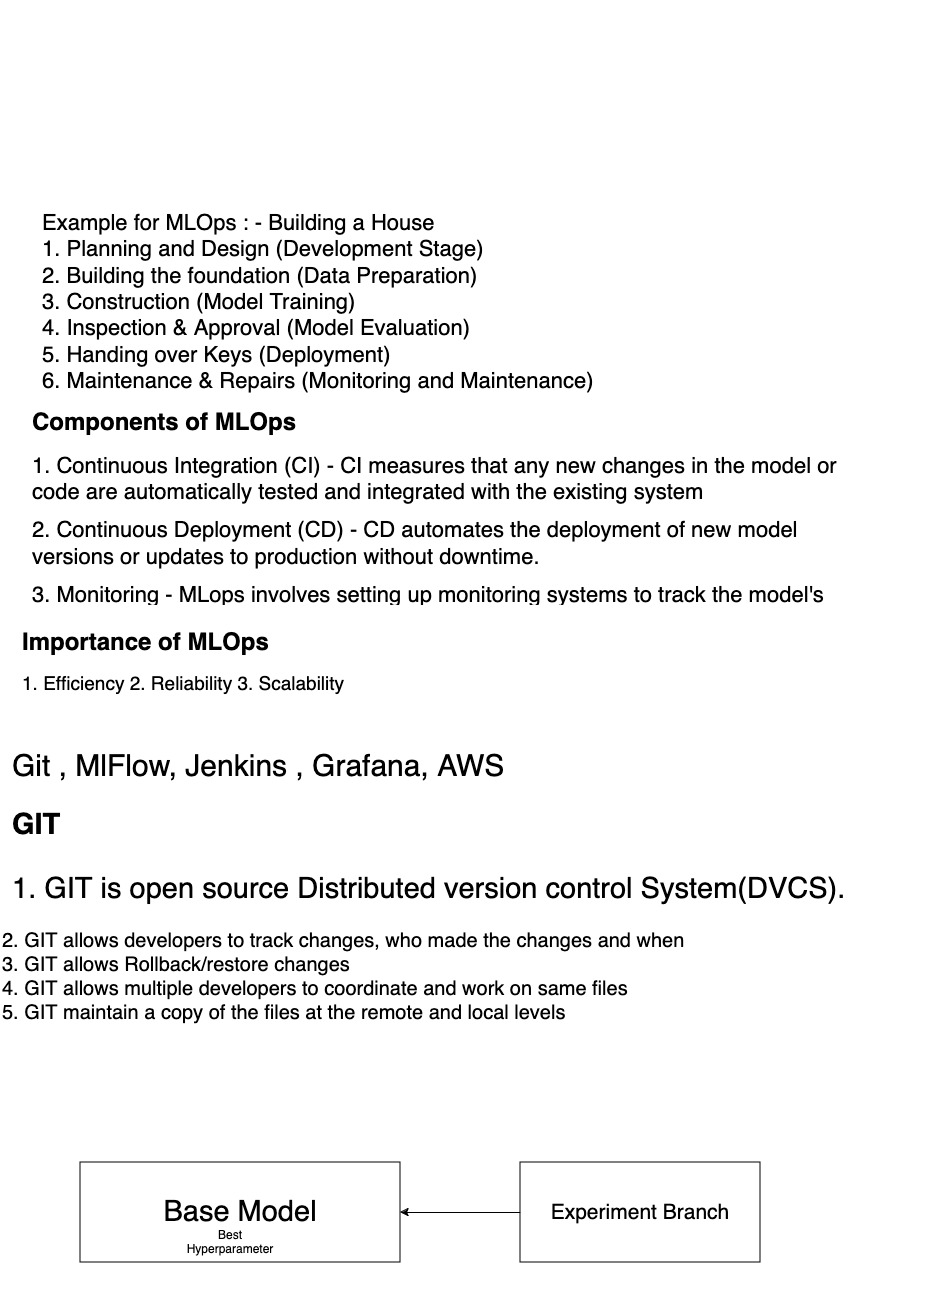 Example for MLOps : - Building a House
1. Planning and Design (Development Stage)
2. Building the foundation (Data Preparation)
3. Construction (Model Training)
4. Inspection & Approval (Model Evaluation)
5. Handing over Keys (Deployment)
6. Maintenance & Repairs (Monitoring and Maintenance)
Components of MLOps
1. Continuous Integration (CI) - CI measures that any new changes in the model or
code are automatically tested and integrated with the existing system
2. Continuous Deployment (CD) - CD automates the deployment of new model
versions or updates to production without downtime.
3. Monitoring - MLops involves setting up monitoring systems to track the model's
Importance of MLOps
1. Efficiency 2. Reliability 3. Scalability
Git , MlFlow, Jenkins , Grafana, AWS
GIT
1. GIT is open source Distributed version control System(DVCS).
2. GIT allows developers to track changes, who made the changes and when
3. GIT allows Rollback/restore changes
4. GIT allows multiple developers to coordinate and work on same files
5. GIT maintain a copy of the files at the remote and local levels
Base Model
Best
Hyperparameter
Experiment Branch